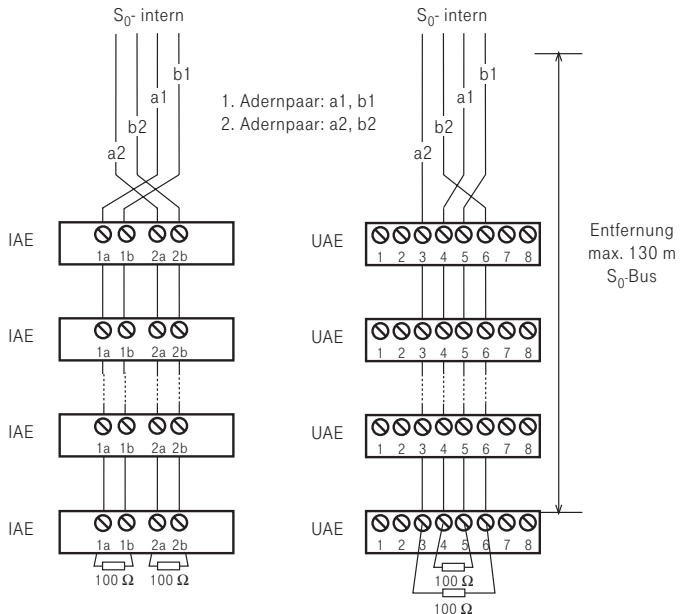 S₀- intern
S₀- intern
b1
a1
b2
a2
b1
a1
b2
a2
1. Adernpaar: a1, b1
2. Adernpaar: a2, b2
IAE
1a 1b 2a 2b
UAE
1 2 3 4 5 6 7 8
Entfernung
max. 130 m
S₀-Bus
IAE
1a 1b 2a 2b
UAE
1 2 3 4 5 6 7 8
IAE
1a 1b 2a 2b
UAE
1 2 3 4 5 6 7 8
IAE
1a 1b 2a 2b
UAE
1 2 3 4 5 6 7 8
100 Ω 100 Ω
100 Ω
100 Ω